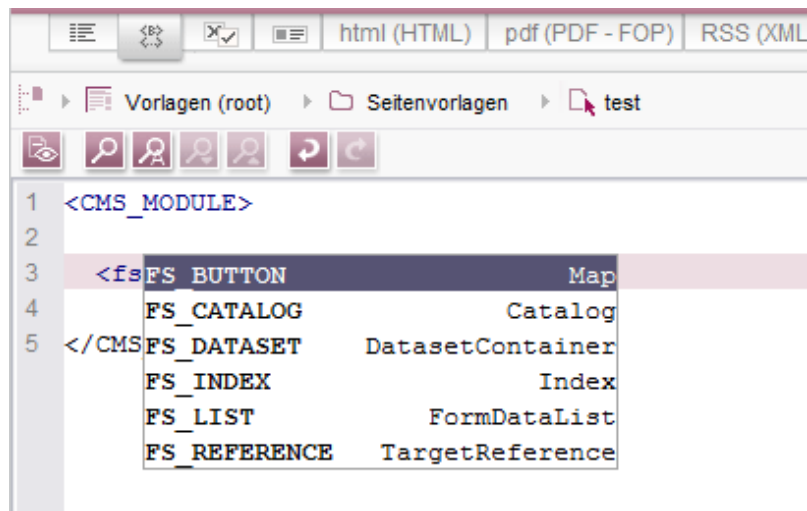 html (HTML) pdf (PDF - FOP) RSS (XML
Vorlagen (root) Seitenvorlagen test
1 <CMS_MODULE>
2
3 <fs FS_BUTTON Map
4 FS_CATALOG Catalog
5 </CMS FS_DATASET DatasetContainer
FS_INDEX Index
FS_LIST FormDataList
FS_REFERENCE TargetReference